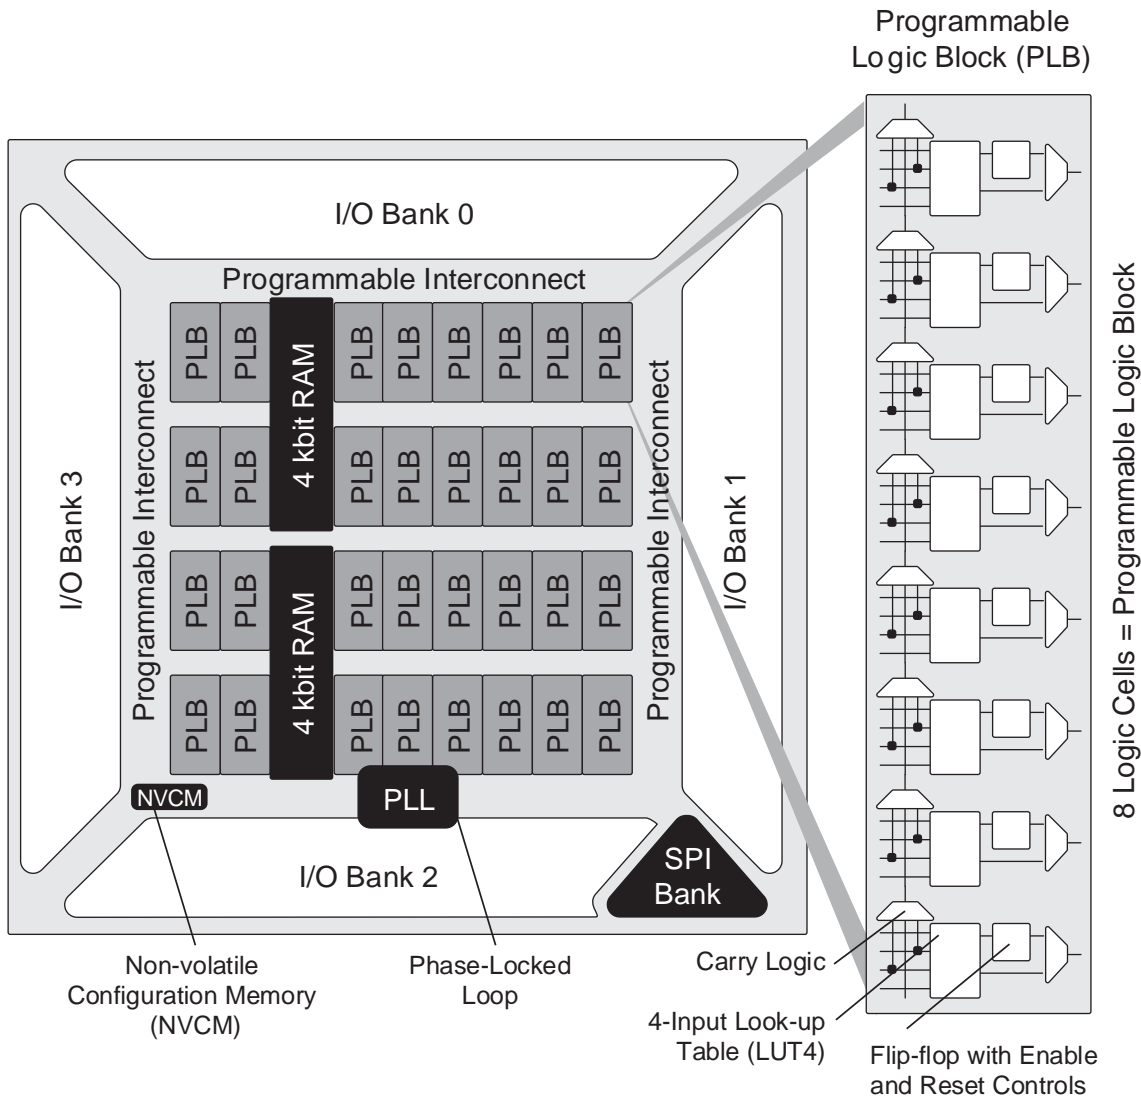 Programmable
Logic Block (PLB)
I/O Bank 0
Programmable Interconnect
PLB PLB 4 kbit RAM PLB PLB PLB PLB PLB PLB
PLB PLB PLB PLB PLB PLB PLB PLB
PLB PLB 4 kbit RAM PLB PLB PLB PLB PLB PLB
PLB PLB PLB PLB PLB PLB PLB PLB
I/O Bank 3
Programmable Interconnect
Programmable Interconnect
I/O Bank 1
8 Logic Cells = Programmable Logic Block
NVCM
PLL
I/O Bank 2
SPI
Bank
Non-volatile
Configuration Memory
(NVCM)
Phase-Locked
Loop
Carry Logic
4-Input Look-up
Table (LUT4)
Flip-flop with Enable
and Reset Controls